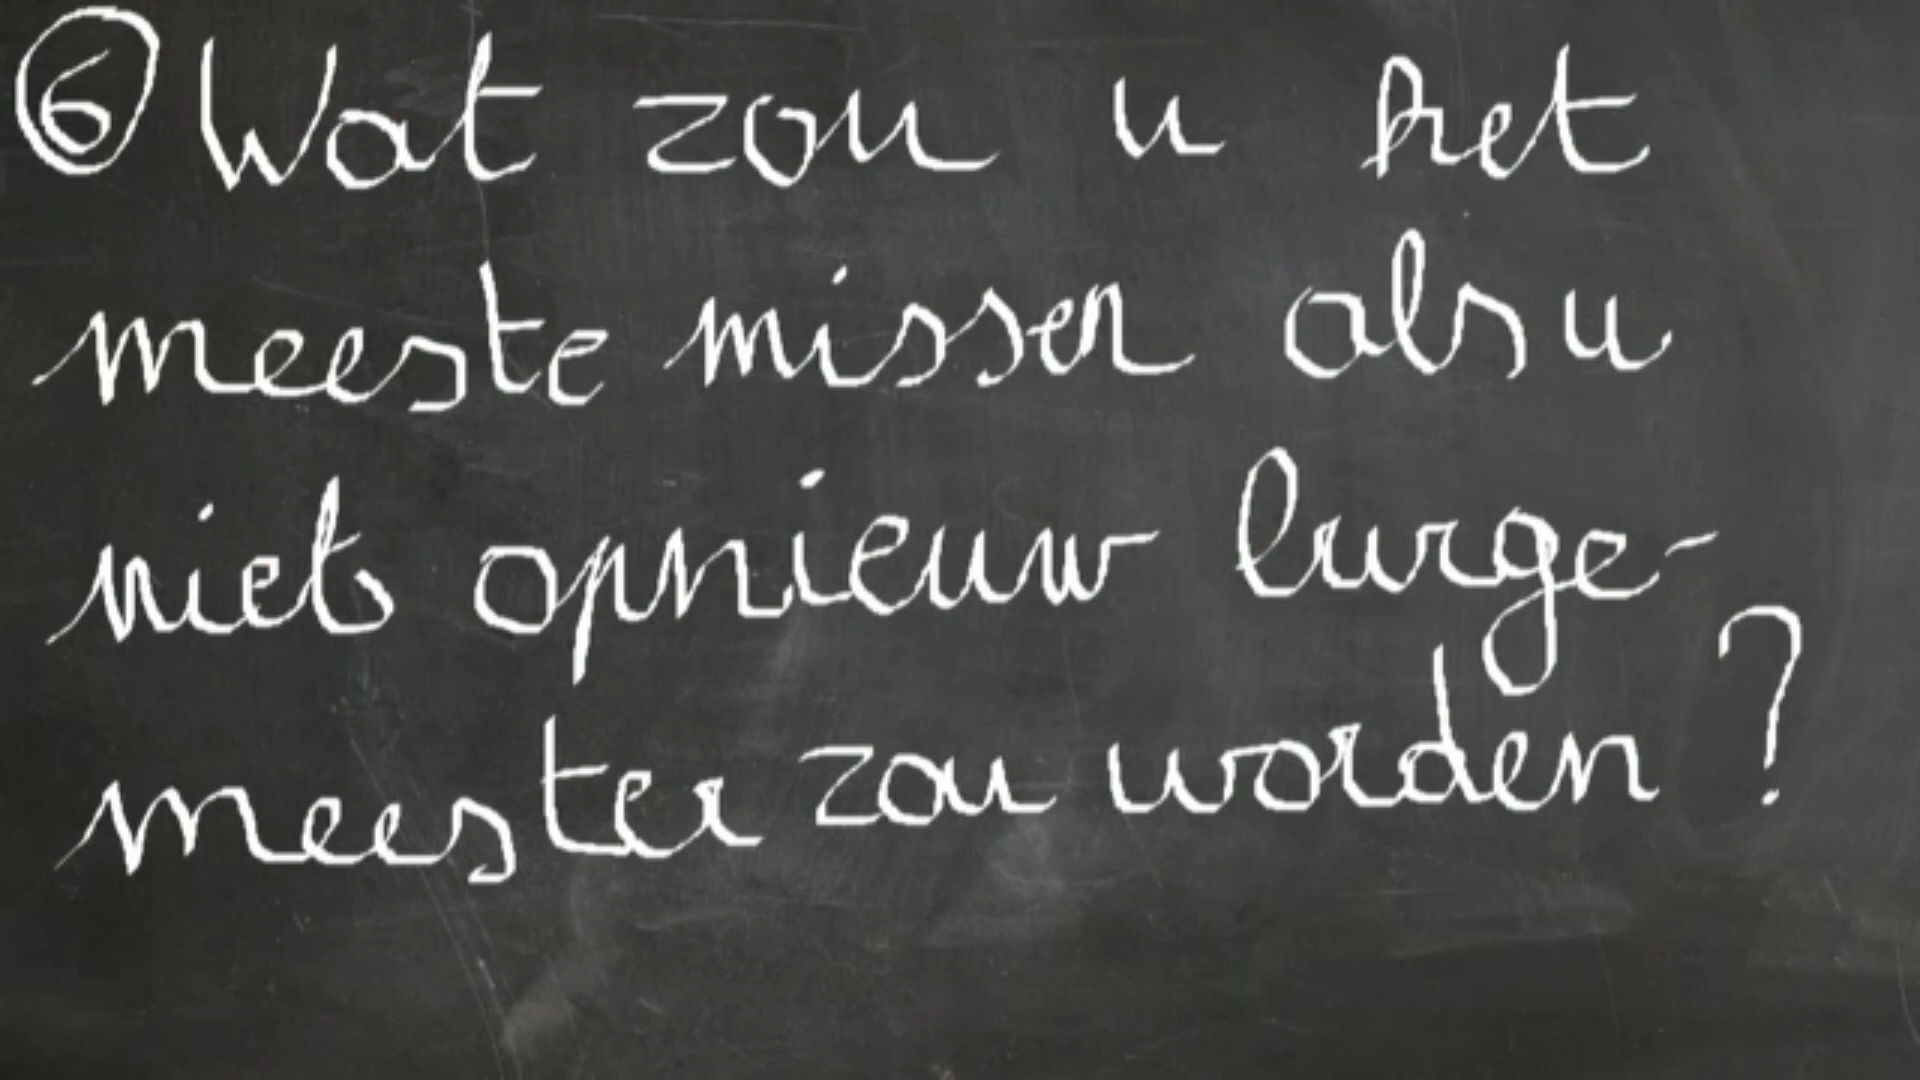 6 Wat zou u het
meeste missen als u
niet opnieuw burge-
meester zou worden?